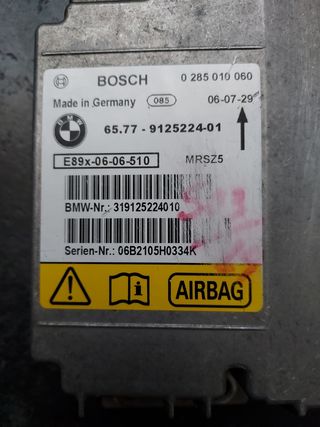 BOSCH 0 285 010 060
Made in Germany 085 06-07-29
BMW 65.77 - 9125224-01
E89x-06-06-510 MRSZ5
BMW-Nr.: 319125224010
Serien-Nr.: 06B2105H0334K
AIRBAG